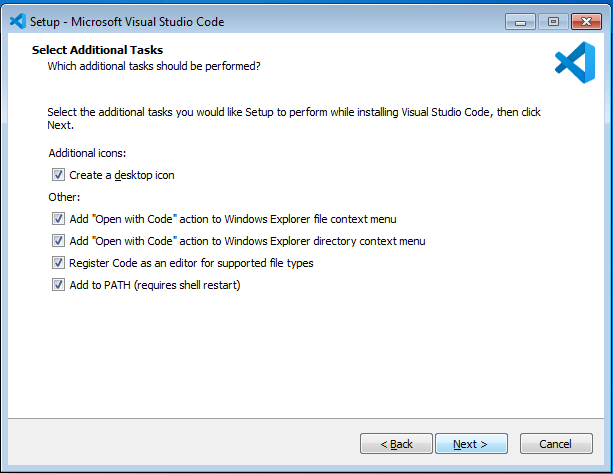 Setup - Microsoft Visual Studio Code
Select Additional Tasks
Which additional tasks should be performed?
Select the additional tasks you would like Setup to perform while installing Visual Studio Code, then click
Next.
Additional icons:
Create a desktop icon
Other:
Add "Open with Code" action to Windows Explorer file context menu
Add "Open with Code" action to Windows Explorer directory context menu
Register Code as an editor for supported file types
Add to PATH (requires shell restart)
< Back Next > Cancel